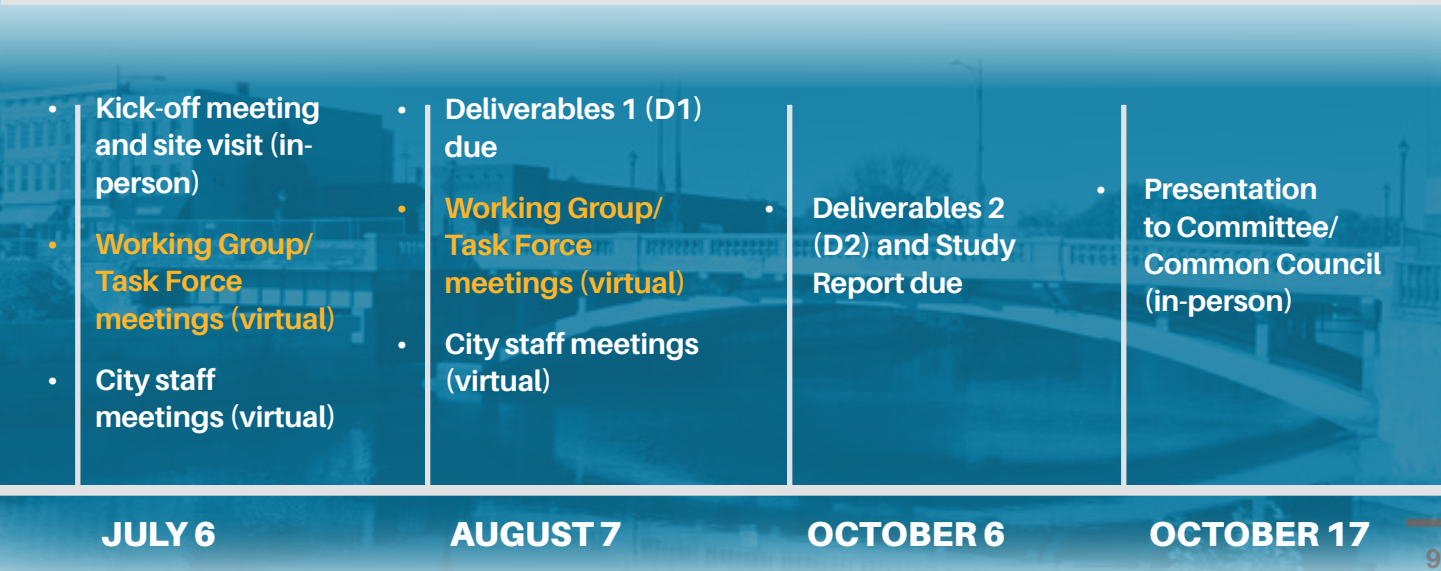 • Kick-off meeting
and site visit (in-
person)
• Working Group/
Task Force
meetings (virtual)
• City staff
meetings (virtual)
• Deliverables 1 (D1)
due
• Working Group/
Task Force
meetings (virtual)
• City staff meetings
(virtual)
• Deliverables 2
(D2) and Study
Report due
• Presentation
to Committee/
Common Council
(in-person)
JULY 6
AUGUST 7
OCTOBER 6
OCTOBER 17
9